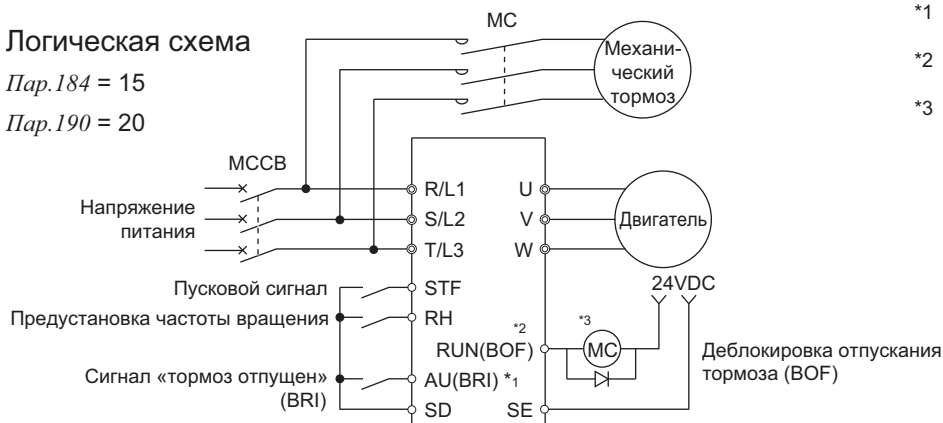 Логическая схема
Пар.184 = 15
Пар.190 = 20
MC
Механи-
ческий
тормоз
*1
*2
*3
MCCB
Напряжение
питания
R/L1
S/L2
T/L3
U
V
W
Двигатель
Пусковой сигнал
STF
Предустановка частоты вращения
RH
24VDC
*2
*3
RUN(BOF)
MC
Деблокировка отпускания
тормоза (BOF)
Сигнал «тормоз отпущен»
(BRI)
AU(BRI) *1
SD
SE